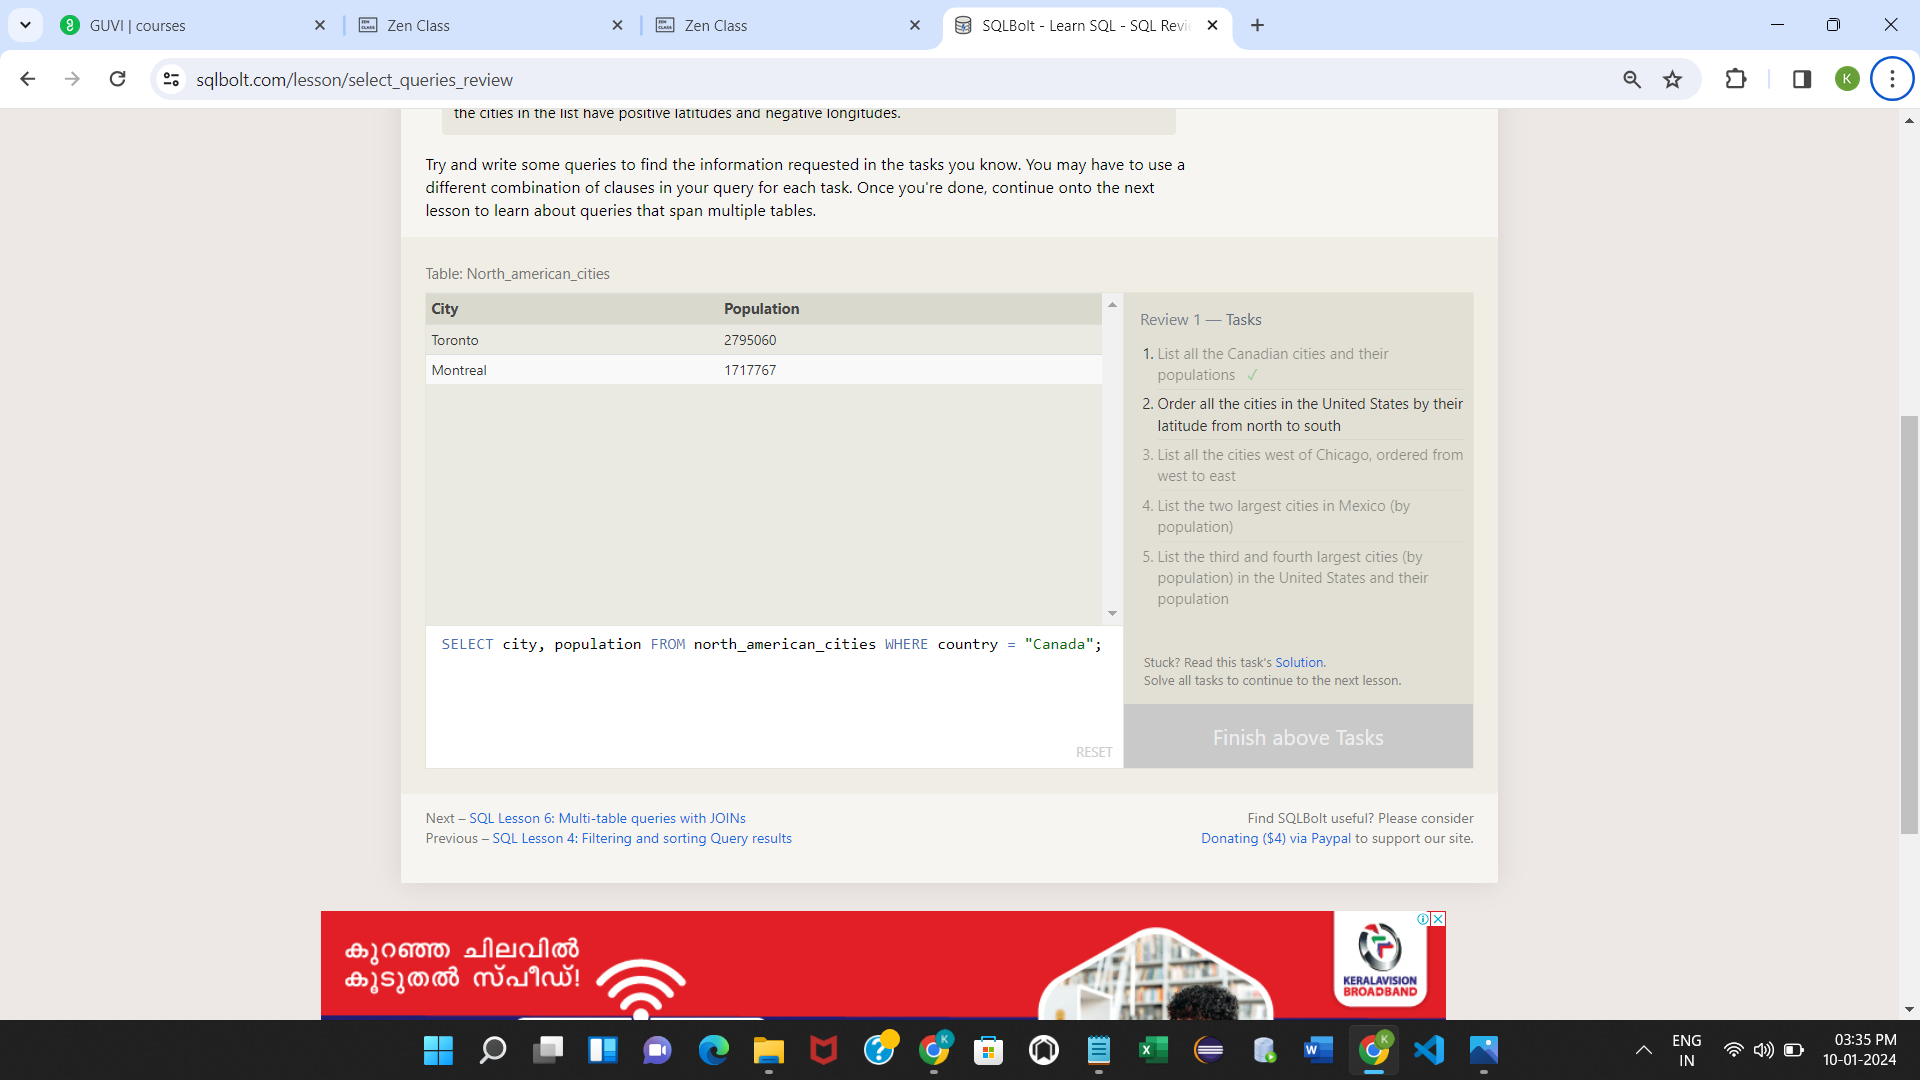 GUVI | courses
Zen Class
Zen Class
SQLBolt - Learn SQL - SQL Revi
sqlbolt.com/lesson/select_queries_review
K
the cities in the list have positive latitudes and negative longitudes.
Try and write some queries to find the information requested in the tasks you know. You may have to use a
different combination of clauses in your query for each task. Once you're done, continue onto the next
lesson to learn about queries that span multiple tables.
Table: North_american_cities
City Population
Toronto 2795060
Montreal 1717767
Review 1 — Tasks
1. List all the Canadian cities and their
populations ✓
2. Order all the cities in the United States by their
latitude from north to south
3. List all the cities west of Chicago, ordered from
west to east
4. List the two largest cities in Mexico (by
population)
5. List the third and fourth largest cities (by
population) in the United States and their
population
SELECT city, population FROM north_american_cities WHERE country = "Canada";
RESET
Stuck? Read this task's Solution.
Solve all tasks to continue to the next lesson.
Finish above Tasks
Next – SQL Lesson 6: Multi-table queries with JOINs
Previous – SQL Lesson 4: Filtering and sorting Query results
Find SQLBolt useful? Please consider
Donating ($4) via Paypal to support our site.
കുറഞ്ഞ ചിലവിൽ
കൂടുതൽ സ്പീഡ്!
KERALAVISION
BROADBAND
ENG
IN
03:35 PM
10-01-2024